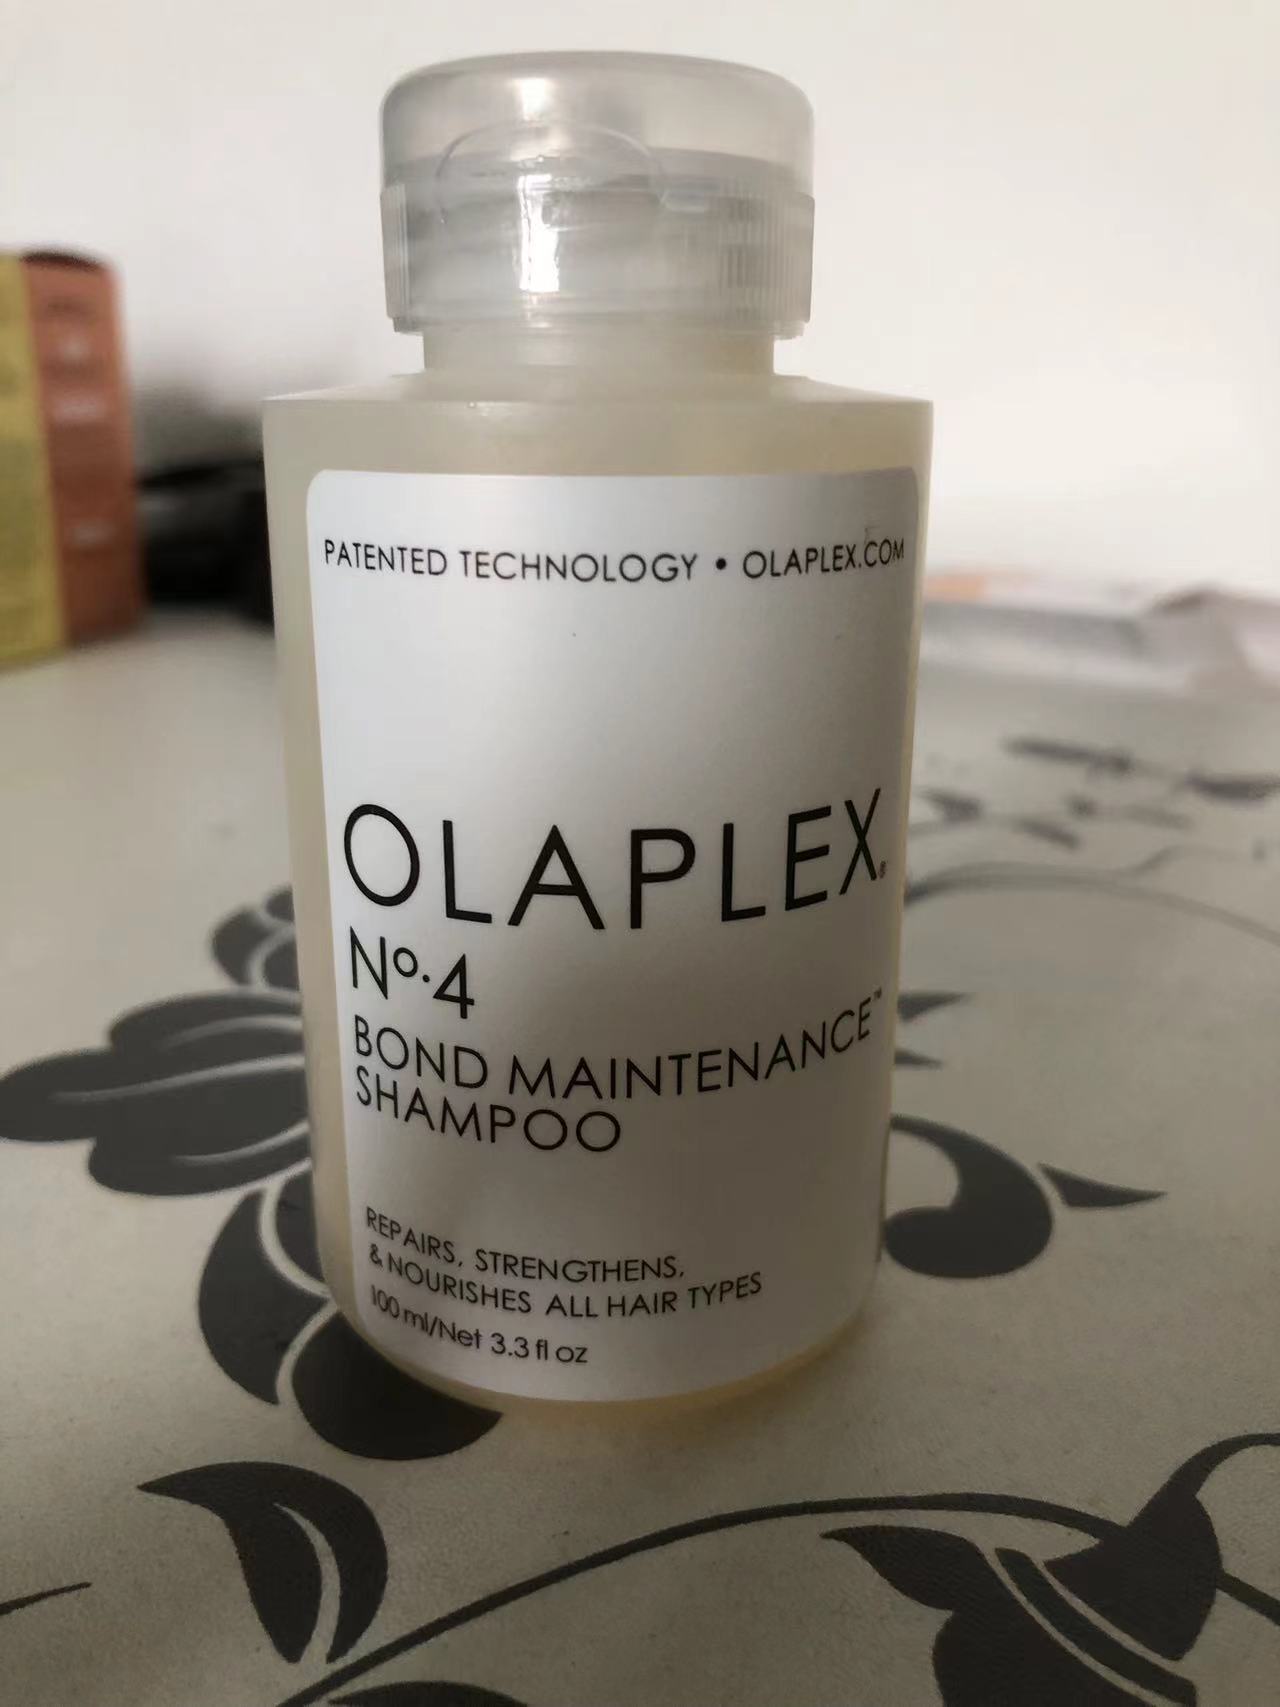 PATENTED TECHNOLOGY • OLAPLEX.COM
OLAPLEX®
Nº.4
BOND MAINTENANCE™
SHAMPOO
REPAIRS, STRENGTHENS,
& NOURISHES ALL HAIR TYPES
100 ml/Net 3.3 fl oz